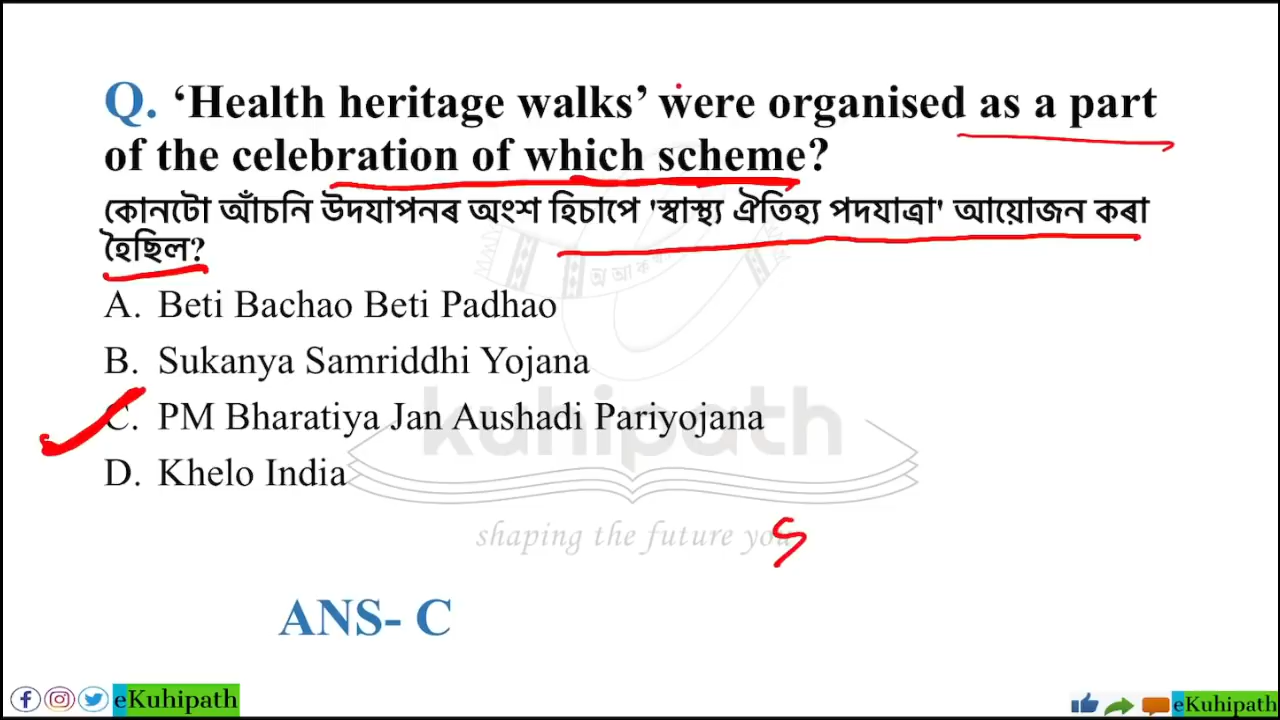 Q. ‘Health heritage walks’ were organised as a part
of the celebration of which scheme?
কোনটো আঁচনি উদযাপনৰ অংশ হিচাপে 'স্বাস্থ্য ঐতিহ্য পদযাত্ৰা' আয়োজন কৰা
হৈছিল?
A. Beti Bachao Beti Padhao
B. Sukanya Samriddhi Yojana
C. PM Bharatiya Jan Aushadi Pariyojana
D. Khelo India
kuhipath
shaping the future you
ANS- C
eKuhipath
eKuhipath